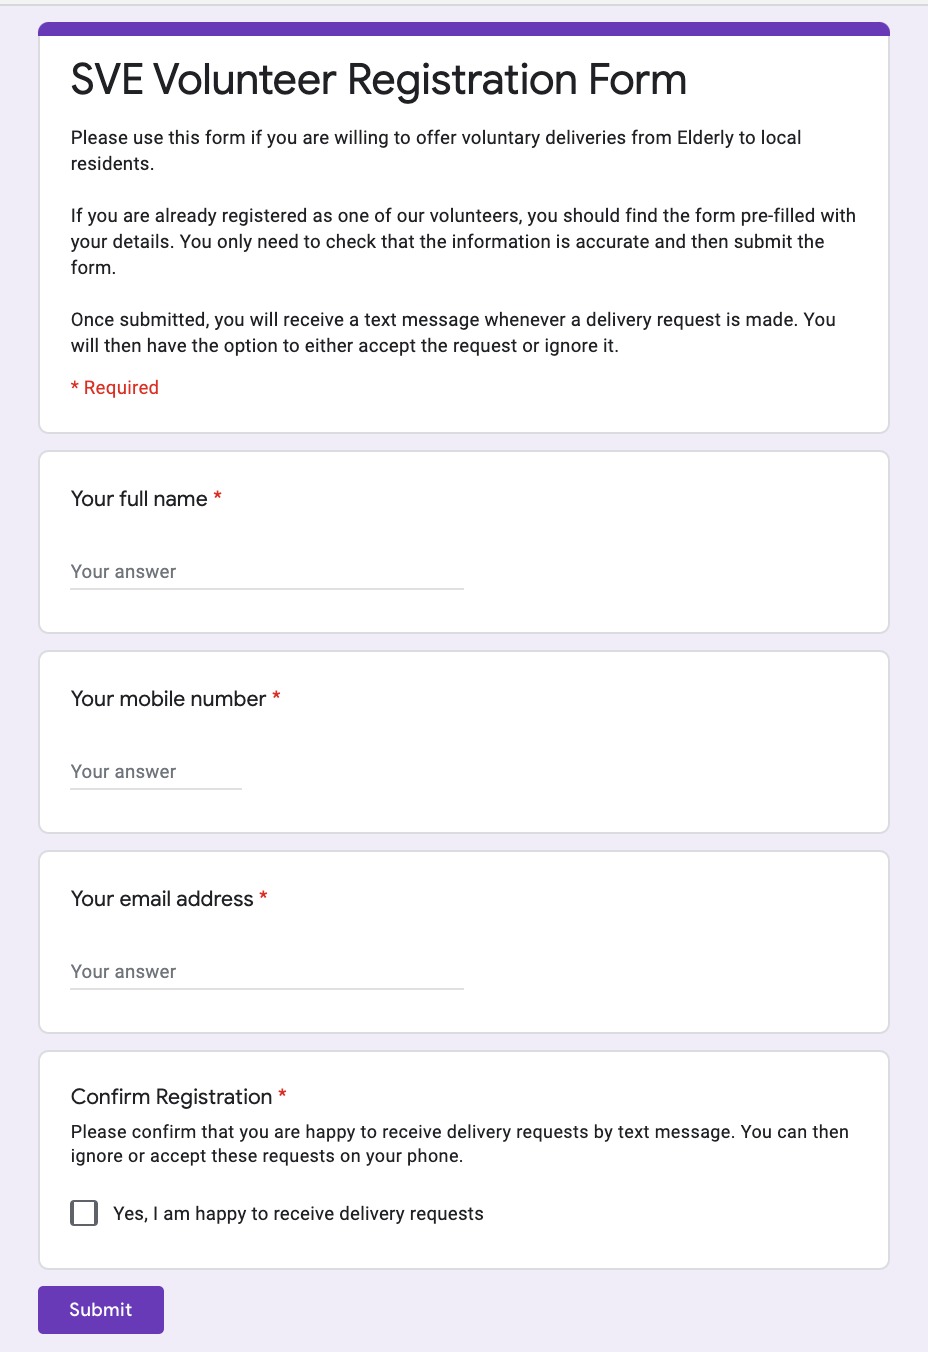 SVE Volunteer Registration Form
Please use this form if you are willing to offer voluntary deliveries from Elderly to local
residents.
If you are already registered as one of our volunteers, you should find the form pre-filled with
your details. You only need to check that the information is accurate and then submit the
form.
Once submitted, you will receive a text message whenever a delivery request is made. You
will then have the option to either accept the request or ignore it.
* Required
Your full name *
Your answer
Your mobile number *
Your answer
Your email address *
Your answer
Confirm Registration *
Please confirm that you are happy to receive delivery requests by text message. You can then
ignore or accept these requests on your phone.
Yes, I am happy to receive delivery requests
Submit